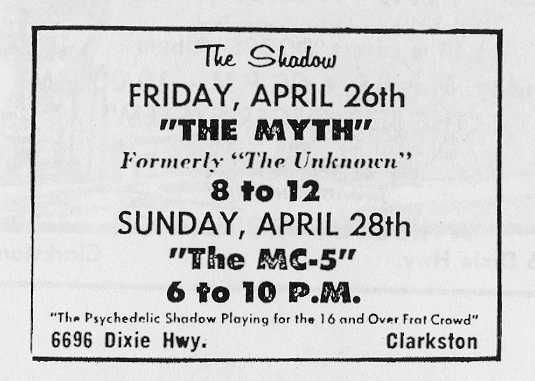 The Shadow
FRIDAY, APRIL 26th
"THE MYTH"
Formerly "The Unknown"
8 to 12
SUNDAY, APRIL 28th
"The MC-5"
6 to 10 P.M.
"The Psychedelic Shadow Playing for the 16 and Over Frat Crowd"
6696 Dixie Hwy. Clarkston